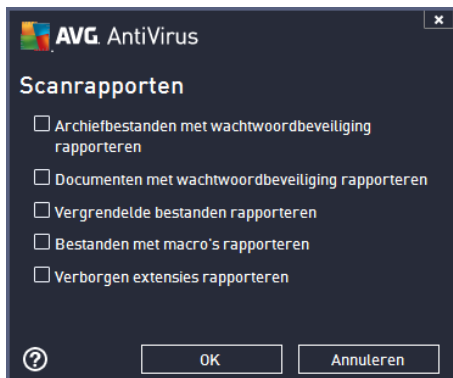 AVG. AntiVirus
x
Scanrapporten
Archiefbestanden met wachtwoordbeveiliging
rapporteren
Documenten met wachtwoordbeveiliging rapporteren
Vergrendelde bestanden rapporteren
Bestanden met macro's rapporteren
Verborgen extensies rapporteren
?
OK
Annuleren